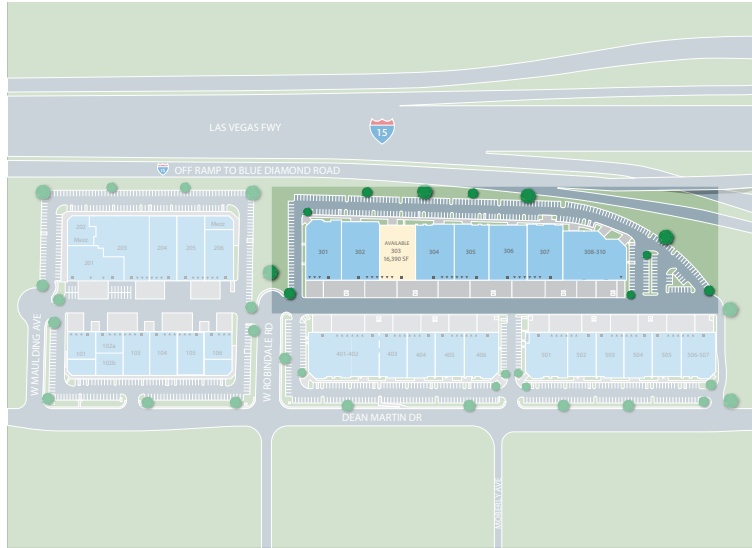 LAS VEGAS FWY
15
OFF RAMP TO BLUE DIAMOND ROAD
202
Mezz
201
203
204
205
Mezz
206
301
302
AVAILABLE
303
16,390 SF
304
305
306
307
308-310
101
102a
102b
103
104
105
106
401-402
403
404
405
406
501
502
503
504
505
506-507
W MAULDING AVE
W ROBINDALE RD
DEAN MARTIN DR
MOBERLY AVE